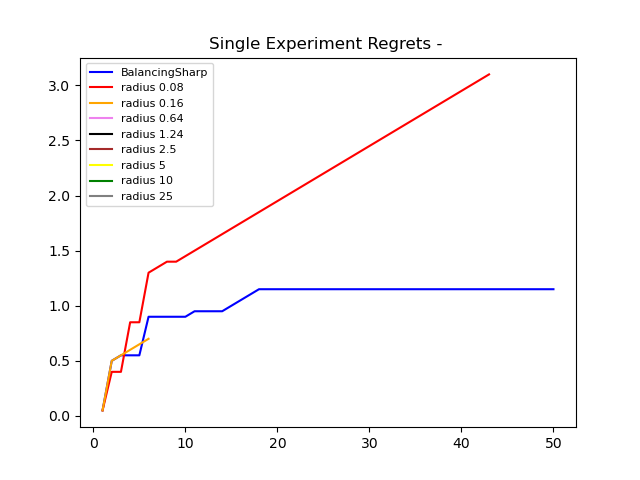 Single Experiment Regrets -
BalancingSharp
radius 0.08
radius 0.16
radius 0.64
radius 1.24
radius 2.5
radius 5
radius 10
radius 25
3.0
2.5
2.0
1.5
1.0
0.5
0.0
0 10 20 30 40 50